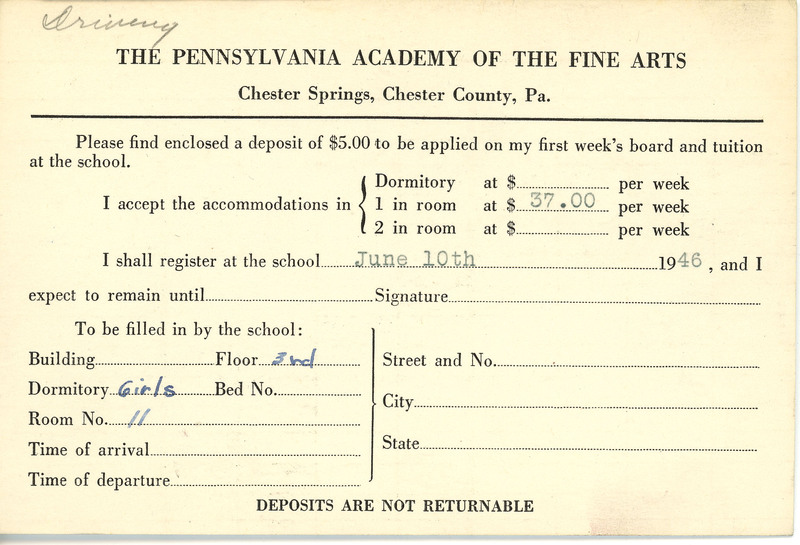 Driving
THE PENNSYLVANIA ACADEMY OF THE FINE ARTS
Chester Springs, Chester County, Pa.
Please find enclosed a deposit of $5.00 to be applied on my first week's board and tuition
at the school.
I accept the accommodations in { Dormitory at $ per week
1 in room at $ 37.00 per week
2 in room at $ per week
I shall register at the school June 10th 1946, and I
expect to remain until Signature
To be filled in by the school:
Building Floor 3rd
Dormitory Girls Bed No.
Room No. 11
Time of arrival
Time of departure
Street and No.
City
State
DEPOSITS ARE NOT RETURNABLE